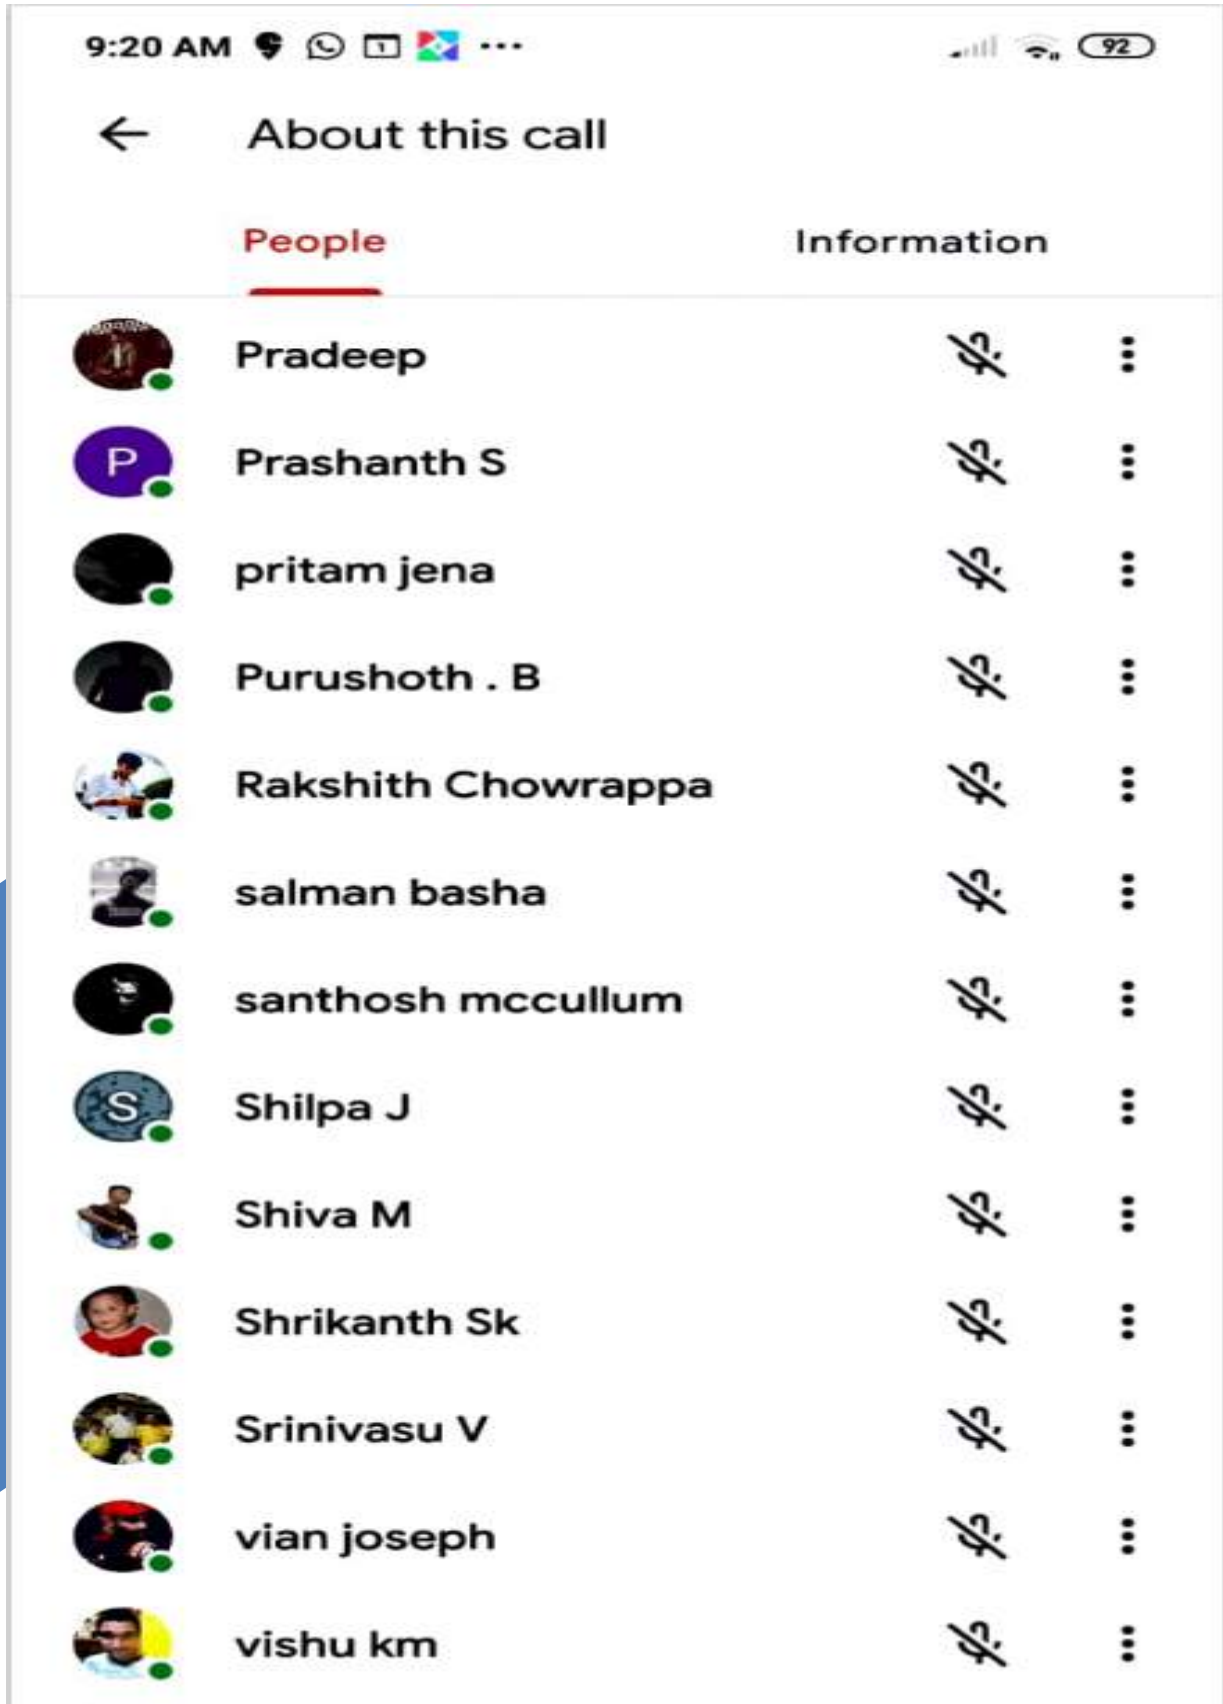 9:20 AM 92
About this call
People Information
Pradeep
P Prashanth S
pritam jena
Purushoth . B
Rakshith Chowrappa
salman basha
santhosh mccullum
S Shilpa J
Shiva M
Shrikanth Sk
Srinivasu V
vian joseph
vishu km